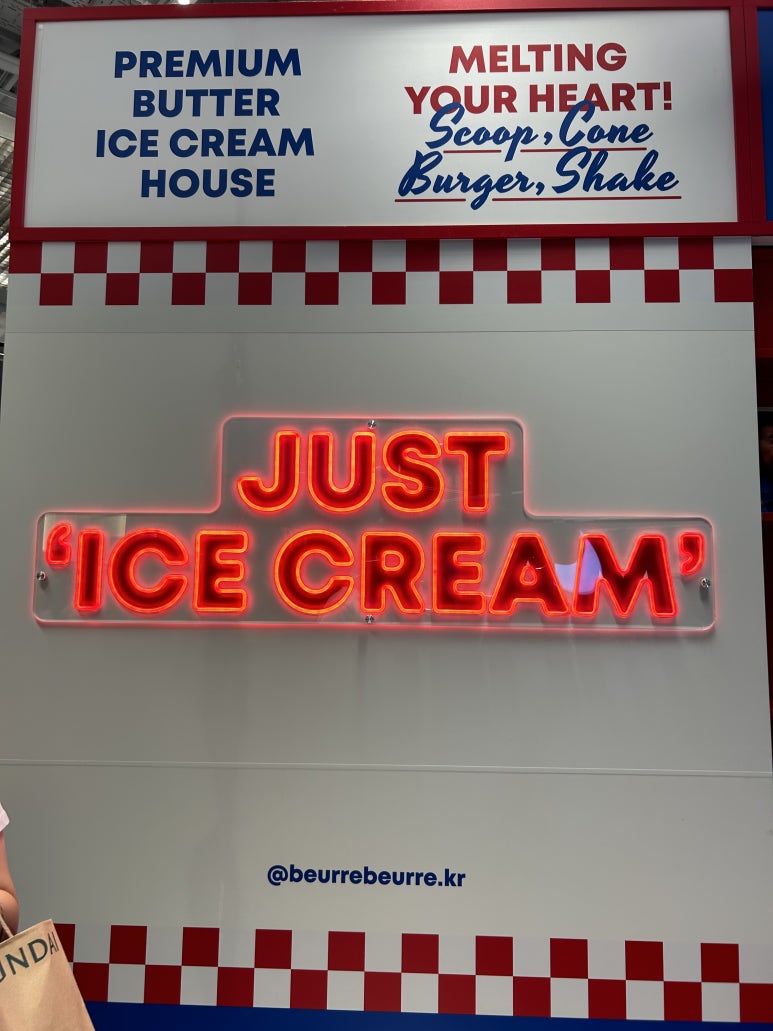 PREMIUM
BUTTER
ICE CREAM
HOUSE
MELTING
YOUR HEART!
Scoop, Cone
Burger, Shake
JUST
‘ICE CREAM’
@beurrebeurre.kr